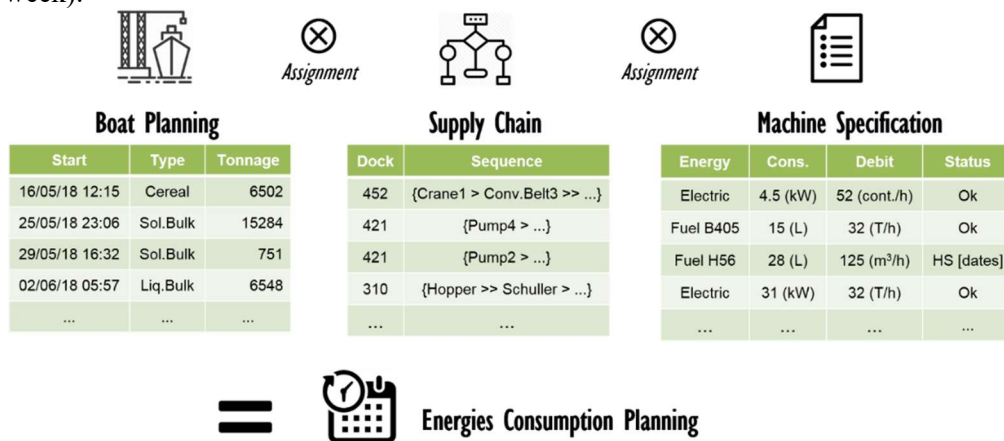 week).
Assignment
Assignment
Boat Planning
Start Type Tonnage
16/05/18 12:15 Cereal 6502
25/05/18 23:06 Sol.Bulk 15284
29/05/18 16:32 Sol.Bulk 751
02/06/18 05:57 Liq.Bulk 6548
... ... ...
Supply Chain
Dock Sequence
452 {Crane1 > Conv.Belt3 >> ...}
421 {Pump4 > ...}
421 {Pump2 > ...}
310 {Hopper >> Schuller > ...}
... ...
Machine Specification
Energy Cons. Debit Status
Electric 4.5 (kW) 52 (cont./h) Ok
Fuel B405 15 (L) 32 (T/h) Ok
Fuel H56 28 (L) 125 (m³/h) HS [dates]
Electric 31 (kW) 32 (T/h) Ok
... ... ... ...
= Energies Consumption Planning